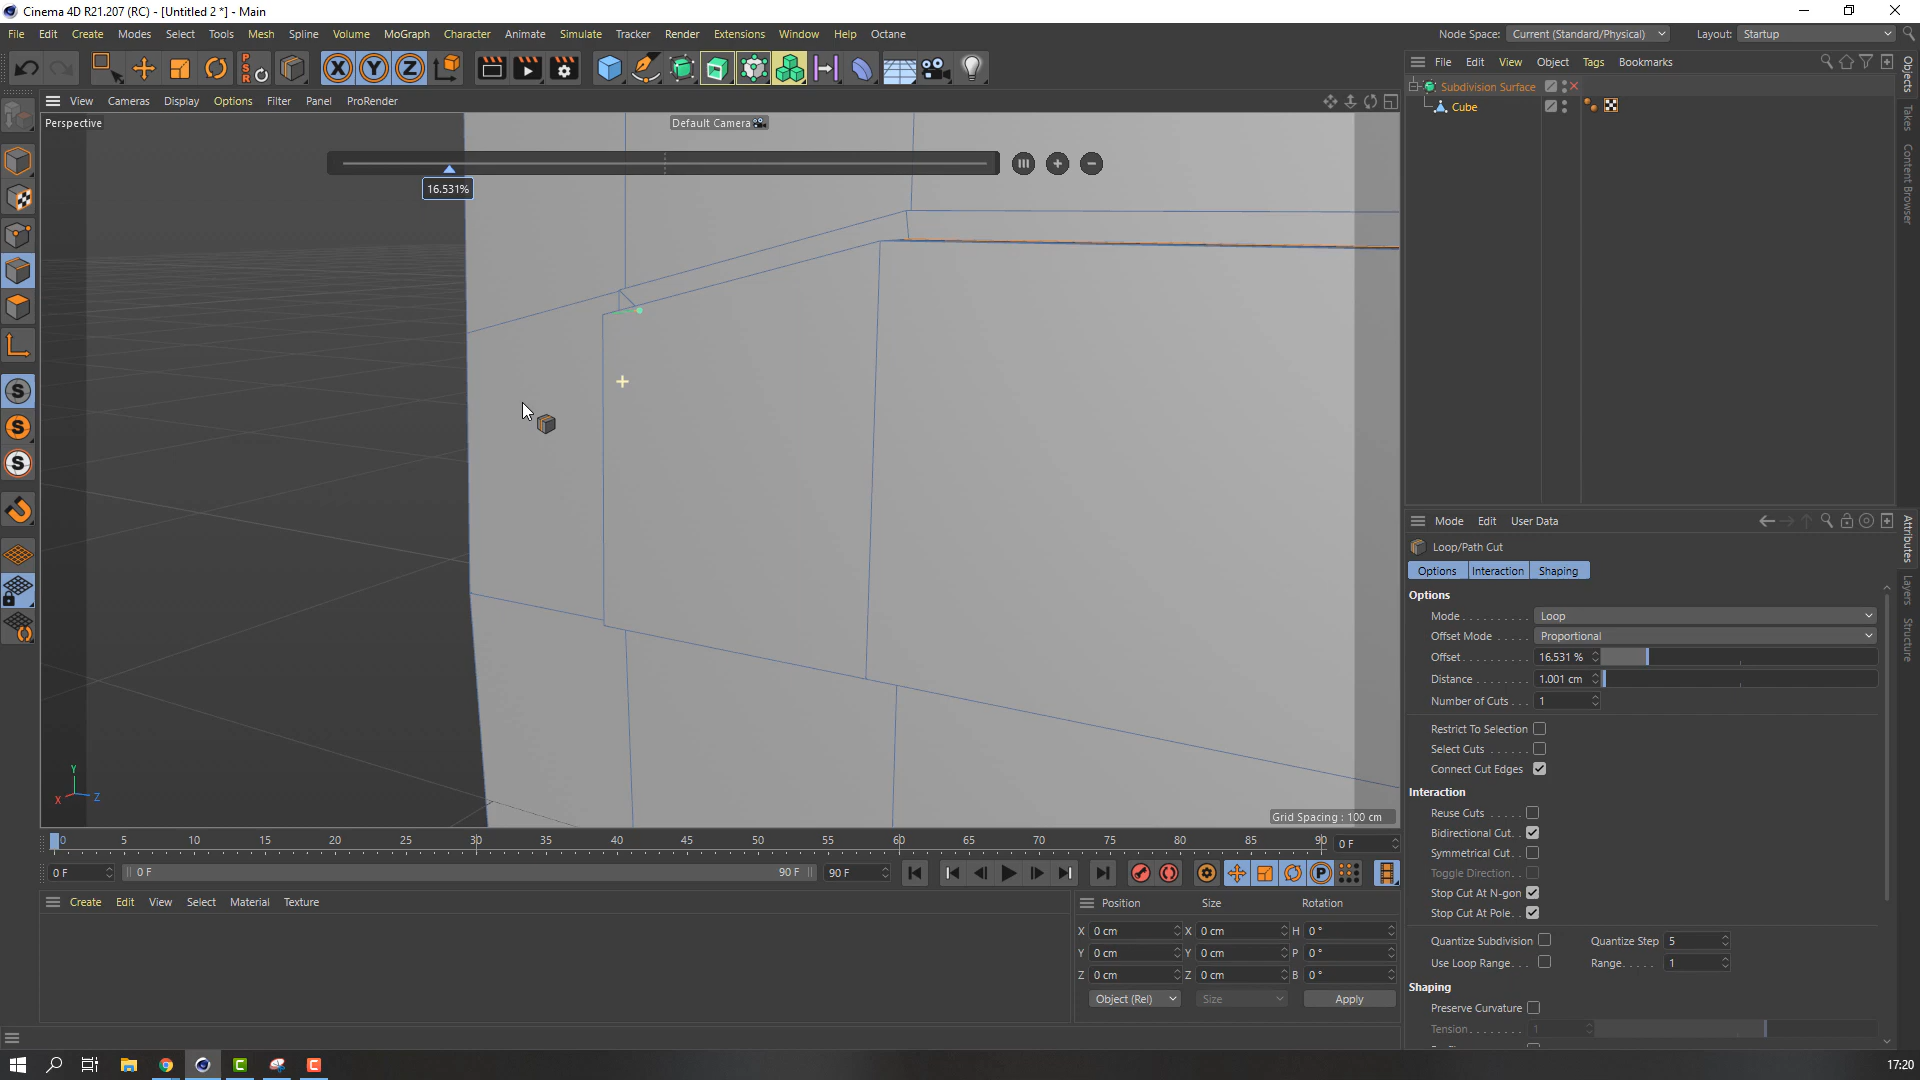 Cinema 4D R21.207 (RC) - [Untitled 2 *] - Main
File Edit Create Modes Select Tools Mesh Spline Volume MoGraph Character Animate Simulate Tracker Render Extensions Window Help Octane
Node Space: Current (Standard/Physical) Layout: Startup
P S R X Y Z
File Edit View Object Tags Bookmarks
View Cameras Display Options Filter Panel ProRender
Subdivision Surface
Cube
Objects
Takes
Content Browser
Perspective
Default Camera
16.531%
S
S
S
Y
X
Z
Grid Spacing : 100 cm
Mode Edit User Data
Attributes
Layers
Structure
Loop/Path Cut
Options Interaction Shaping
Options
Mode . . . . . . . . . . Loop
Offset Mode . . . . . Proportional
Offset. . . . . . . . . . 16.531 %
Distance . . . . . . . . 1.001 cm
Number of Cuts . . . 1
Restrict To Selection
Select Cuts . . . . . .
Connect Cut Edges
Interaction
Reuse Cuts . . . . . .
Bidirectional Cut. .
Symmetrical Cut. . .
Toggle Direction. . .
Stop Cut At N-gon
Stop Cut At Pole. . .
Quantize Subdivision Quantize Step 5
Use Loop Range. . . Range. . . . . 1
Shaping
Preserve Curvature
Tension. . . . . . . . 1
0 5 10 15 20 25 30 35 40 45 50 55 60 65 70 75 80 85 90 0 F
0 F 0 F 90 F 90 F
P
Create Edit View Select Material Texture
Position Size Rotation
X 0 cm X 0 cm H 0 °
Y 0 cm Y 0 cm P 0 °
Z 0 cm Z 0 cm B 0 °
Object (Rel) Size Apply
17:20